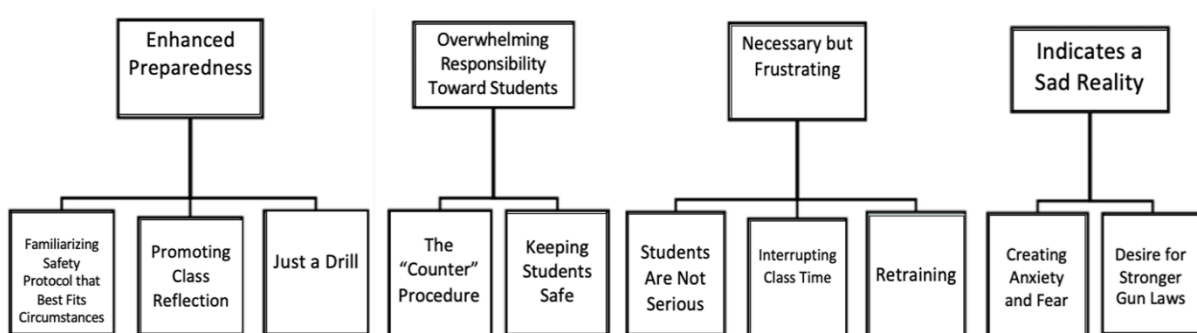 Enhanced
Preparedness
Overwhelming
Responsibility
Toward Students
Necessary but
Frustrating
Indicates a
Sad Reality
Familiarizing
Safety
Protocol that
Best Fits
Circumstances
Promoting
Class
Reflection
Just a Drill
The
“Counter”
Procedure
Keeping
Students
Safe
Students
Are Not
Serious
Interrupting
Class Time
Retraining
Creating
Anxiety
and Fear
Desire for
Stronger
Gun Laws